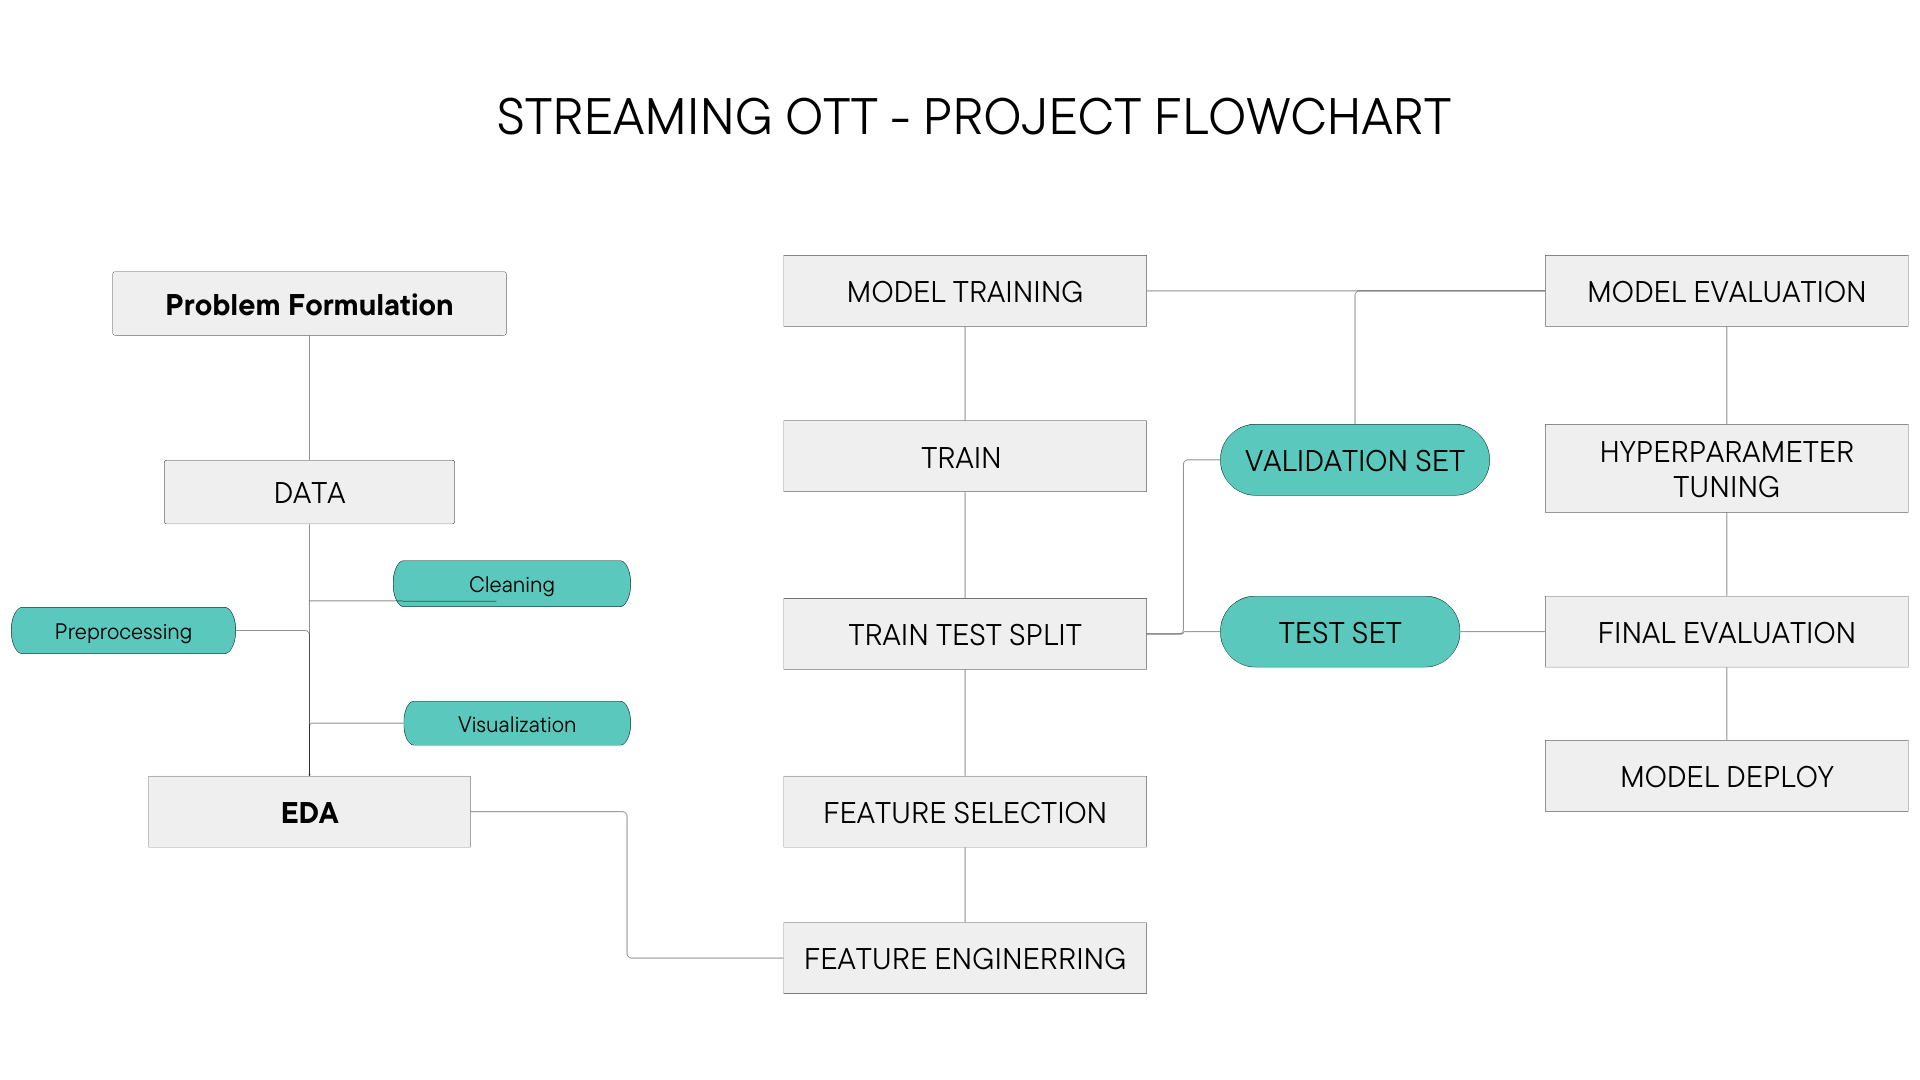 STREAMING OTT - PROJECT FLOWCHART
Problem Formulation
DATA
Cleaning
Preprocessing
Visualization
EDA
MODEL TRAINING
TRAIN
TRAIN TEST SPLIT
FEATURE SELECTION
FEATURE ENGINERRING
VALIDATION SET
TEST SET
MODEL EVALUATION
HYPERPARAMETER
TUNING
FINAL EVALUATION
MODEL DEPLOY